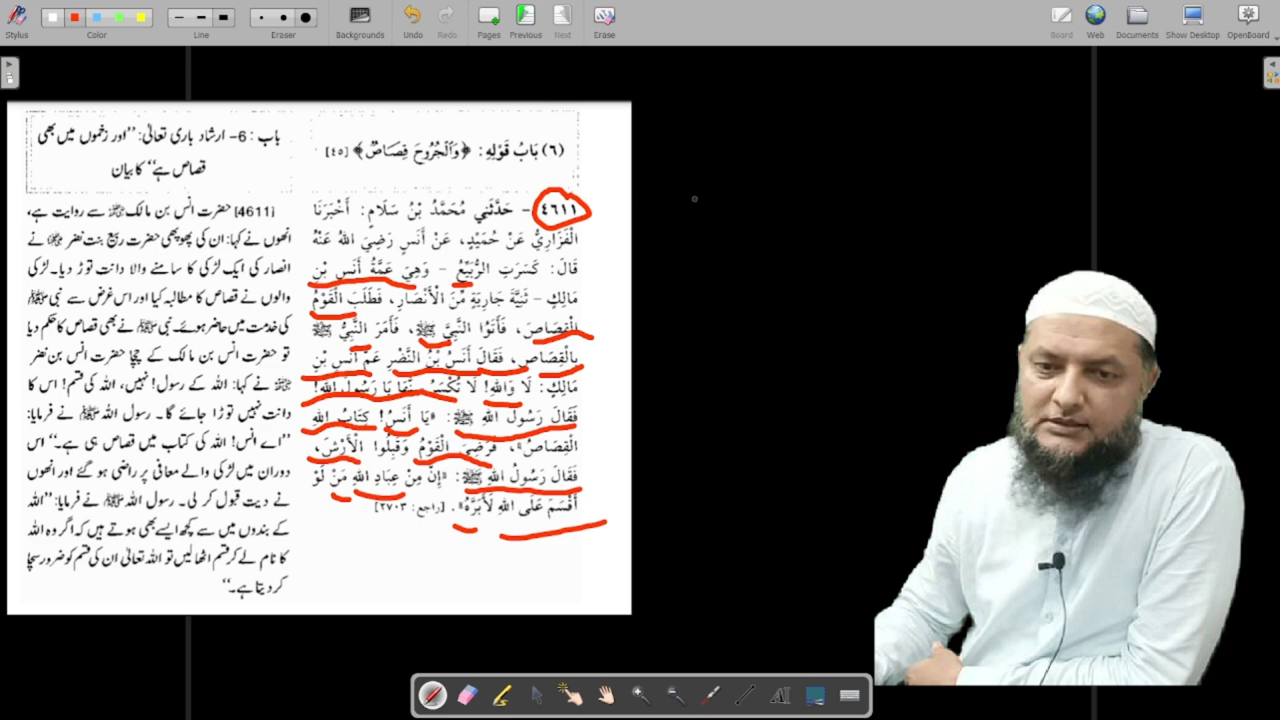 Stylus
Color
Line
Eraser
Backgrounds
Undo
Redo
Pages
Previous
Next
Erase
Board
Web
Documents
Show Desktop
OpenBoard
(٦) بَابُ قَوْلِهِ: ﴿وَٱلْجُرُوحَ قِصَاصٌ﴾ [٤٥]
٤٦١١ - حَدَّثَنِي مُحَمَّدُ بْنُ سَلَامٍ: أَخْبَرَنَا
الْفَزَارِيُّ عَنْ حُمَيْدٍ، عَنْ أَنَسٍ رَضِيَ اللهُ عَنْهُ
قَالَ: كَسَرَتِ الرُّبَيِّعُ - وَهِيَ عَمَّةُ أَنَسِ بْنِ
مَالِكٍ - ثَنِيَّةَ جَارِيَةٍ مِّنَ الْأَنْصَارِ، فَطَلَبَ الْقَوْمُ
الْقِصَاصَ، فَأَتَوُا النَّبِيَّ ﷺ، فَأَمَرَ النَّبِيُّ ﷺ
بِالْقِصَاصِ، فَقَالَ أَنَسُ بْنُ النَّضْرِ عَمُّ أَنَسِ بْنِ
مَالِكٍ: لَا وَاللهِ! لَا تُكْسَرُ سِنُّهَا يَا رَسُولَ اللهِ!
فَقَالَ رَسُولُ اللهِ ﷺ: «يَا أَنَسُ! كِتَابُ اللهِ
الْقِصَاصُ»، فَرَضِيَ الْقَوْمُ وَقَبِلُوا الْأَرْشَ،
فَقَالَ رَسُولُ اللهِ ﷺ: «إِنَّ مِنْ عِبَادِ اللهِ مَنْ لَوْ
أَقْسَمَ عَلَى اللهِ لَأَبَرَّهُ». [راجع: ٢٧٠٣]
باب : 6- ارشاد باری تعالیٰ: ’’اور زخموں میں بھی
قصاص ہے‘‘ کا بیان
[4611] حضرت انس بن مالک ﷜ سے روایت ہے،
انھوں نے کہا: ان کی پھوپھی حضرت ربیع بنت نضر ﷞ نے
انصار کی ایک لڑکی کا سامنے والا دانت توڑ دیا۔ لڑکی
والوں نے قصاص کا مطالبہ کیا اور اس غرض سے نبی ﷺ
کی خدمت میں حاضر ہوئے۔ نبی ﷺ نے بھی قصاص کا حکم دیا
تو حضرت انس بن مالک کے چچا حضرت انس بن نضر
﷜ نے کہا: اللہ کے رسول! نہیں، اللہ کی قسم! اس کا
دانت نہیں توڑا جائے گا۔ رسول اللہ ﷺ نے فرمایا:
’’اے انس! اللہ کی کتاب میں قصاص ہی ہے۔‘‘ اس
دوران میں لڑکی والے معافی پر راضی ہو گئے اور انھوں
نے دیت قبول کر لی۔ رسول اللہ ﷺ نے فرمایا: ’’اللہ
کے بندوں میں سے کچھ ایسے بھی ہوتے ہیں کہ اگر وہ اللہ
کا نام لے کر قسم اٹھا لیں تو اللہ تعالیٰ ان کی قسم کو ضرور سچا
کر دیتا ہے۔‘‘